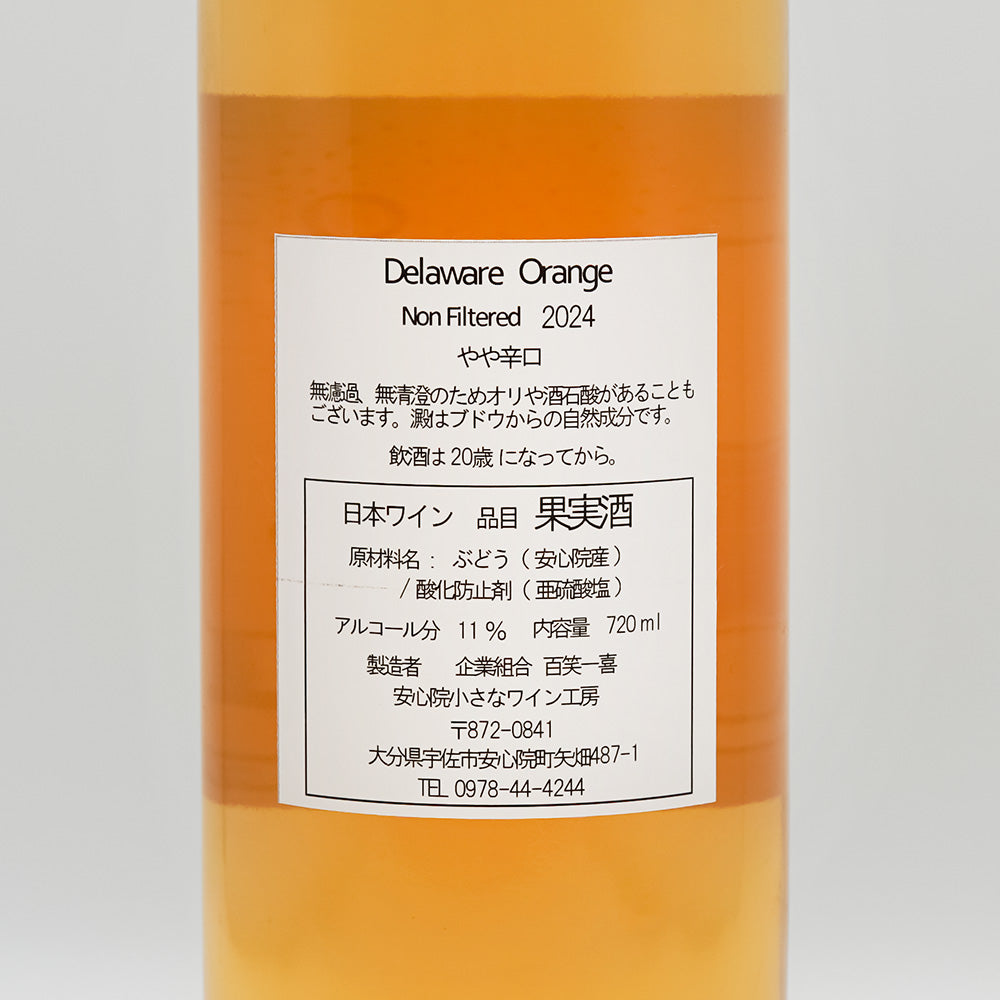 Delaware Orange
Non Filtered 2024
やや辛口
無濾過、無清澄のためオリや酒石酸があることも
ございます。澱はブドウからの自然成分です。
飲酒は20歳になってから。
日本ワイン 品目 果実酒
原材料名: ぶどう(安心院産)
/ 酸化防止剤(亜硫酸塩)
アルコール分 11% 内容量 720ml
製造者 企業組合 百笑一喜
安心院小さなワイン工房
〒872-0841
大分県宇佐市安心院町矢畑487-1
TEL 0978-44-4244